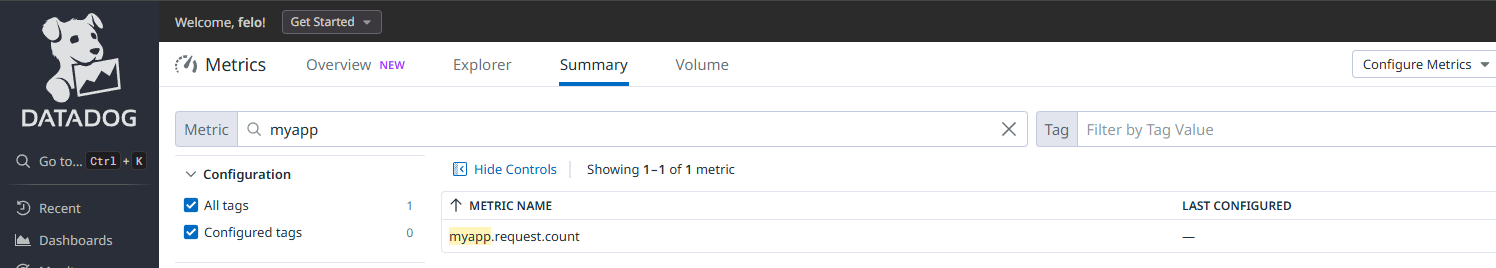 Welcome, felo! Get Started
DATADOG
Metrics Overview NEW Explorer Summary Volume Configure Metrics
Metric myapp Tag Filter by Tag Value
Go to... Ctrl + K
Hide Controls Showing 1–1 of 1 metric
Configuration
All tags 1
METRIC NAME LAST CONFIGURED
Recent
Configured tags 0
myapp.request.count —
Dashboards